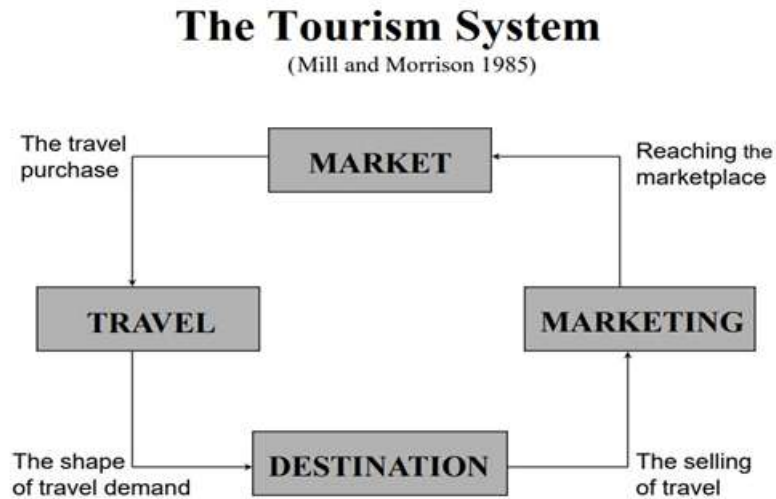 The Tourism System
(Mill and Morrison 1985)
The travel
purchase
MARKET
Reaching the
marketplace
TRAVEL
MARKETING
The shape
of travel demand
DESTINATION
The selling
of travel